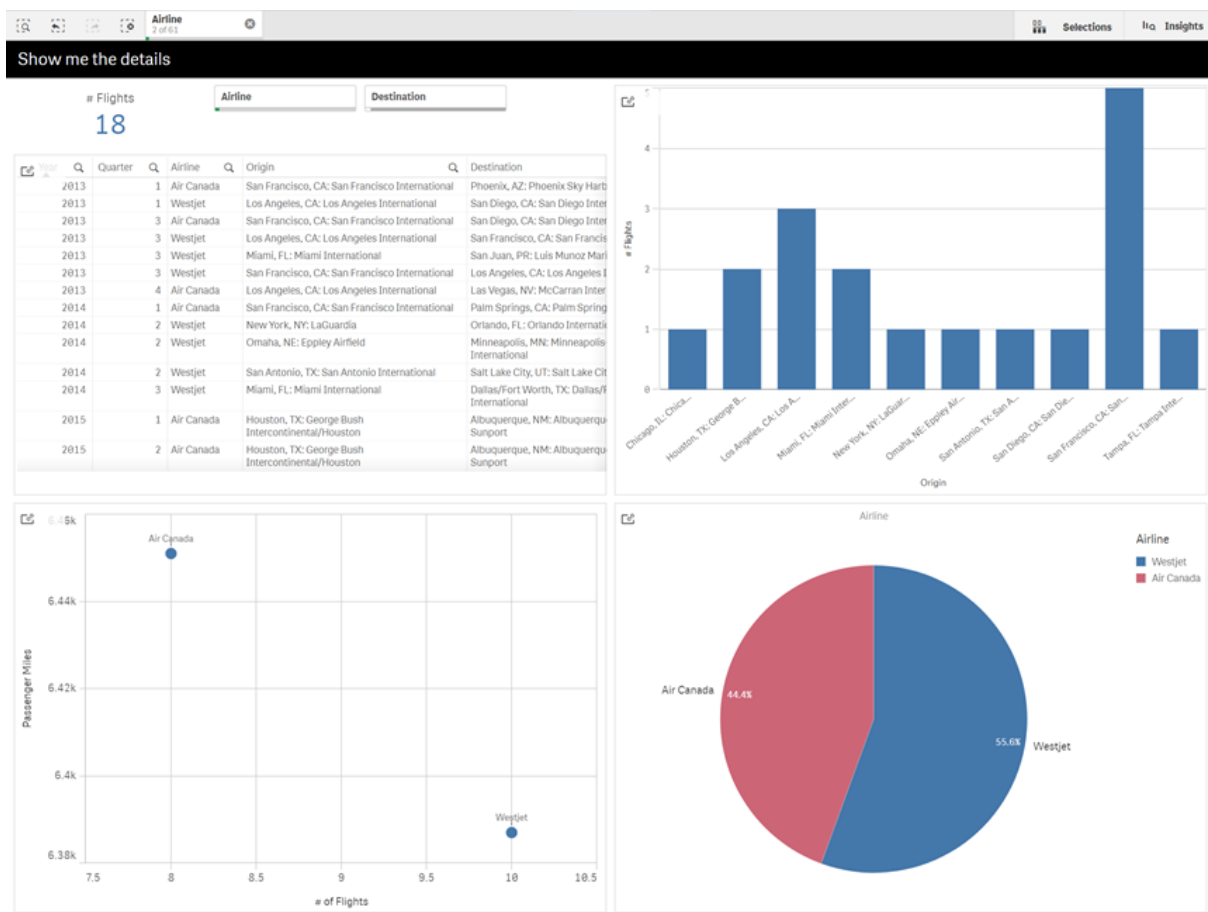 Airline
2 of 61
Selections
Insights
Show me the details
# Flights
18
Airline
Destination
Year Quarter Airline Origin Destination
2013 1 Air Canada San Francisco, CA: San Francisco International Phoenix, AZ: Phoenix Sky Harb
2013 1 Westjet Los Angeles, CA: Los Angeles International San Diego, CA: San Diego Inter
2013 3 Air Canada San Francisco, CA: San Francisco International San Diego, CA: San Diego Inter
2013 3 Westjet Los Angeles, CA: Los Angeles International San Francisco, CA: San Francis
2013 3 Westjet Miami, FL: Miami International San Juan, PR: Luis Munoz Mari
2013 3 Westjet San Francisco, CA: San Francisco International Los Angeles, CA: Los Angeles I
2013 4 Air Canada Los Angeles, CA: Los Angeles International Las Vegas, NV: McCarran Inter
2014 1 Air Canada San Francisco, CA: San Francisco International Palm Springs, CA: Palm Spring
2014 2 Westjet New York, NY: LaGuardia Orlando, FL: Orlando Internati
2014 2 Westjet Omaha, NE: Eppley Airfield Minneapolis, MN: Minneapolis-
International
2014 2 Westjet San Antonio, TX: San Antonio International Salt Lake City, UT: Salt Lake Cit
2014 3 Westjet Miami, FL: Miami International Dallas/Fort Worth, TX: Dallas/F
International
2015 1 Air Canada Houston, TX: George Bush Albuquerque, NM: Albuquerqu
Intercontinental/Houston Sunport
2015 2 Air Canada Houston, TX: George Bush Albuquerque, NM: Albuquerqu
Intercontinental/Houston Sunport
5
4
3
2
1
0
# Flights
Chicago, IL: Chica...
Houston, TX: George B...
Los Angeles, CA: Los A...
Miami, FL: Miami Inter...
New York, NY: LaGuar...
Omaha, NE: Eppley Air...
San Antonio, TX: San A...
San Diego, CA: San Die...
San Francisco, CA: San...
Tampa, FL: Tampa Inte...
Origin
6.46k
6.44k
6.42k
6.4k
6.38k
Passenger Miles
Air Canada
Westjet
7.5 8 8.5 9 9.5 10 10.5
# of Flights
Airline
Airline
Westjet
Air Canada
Air Canada
44.4%
55.6%
Westjet